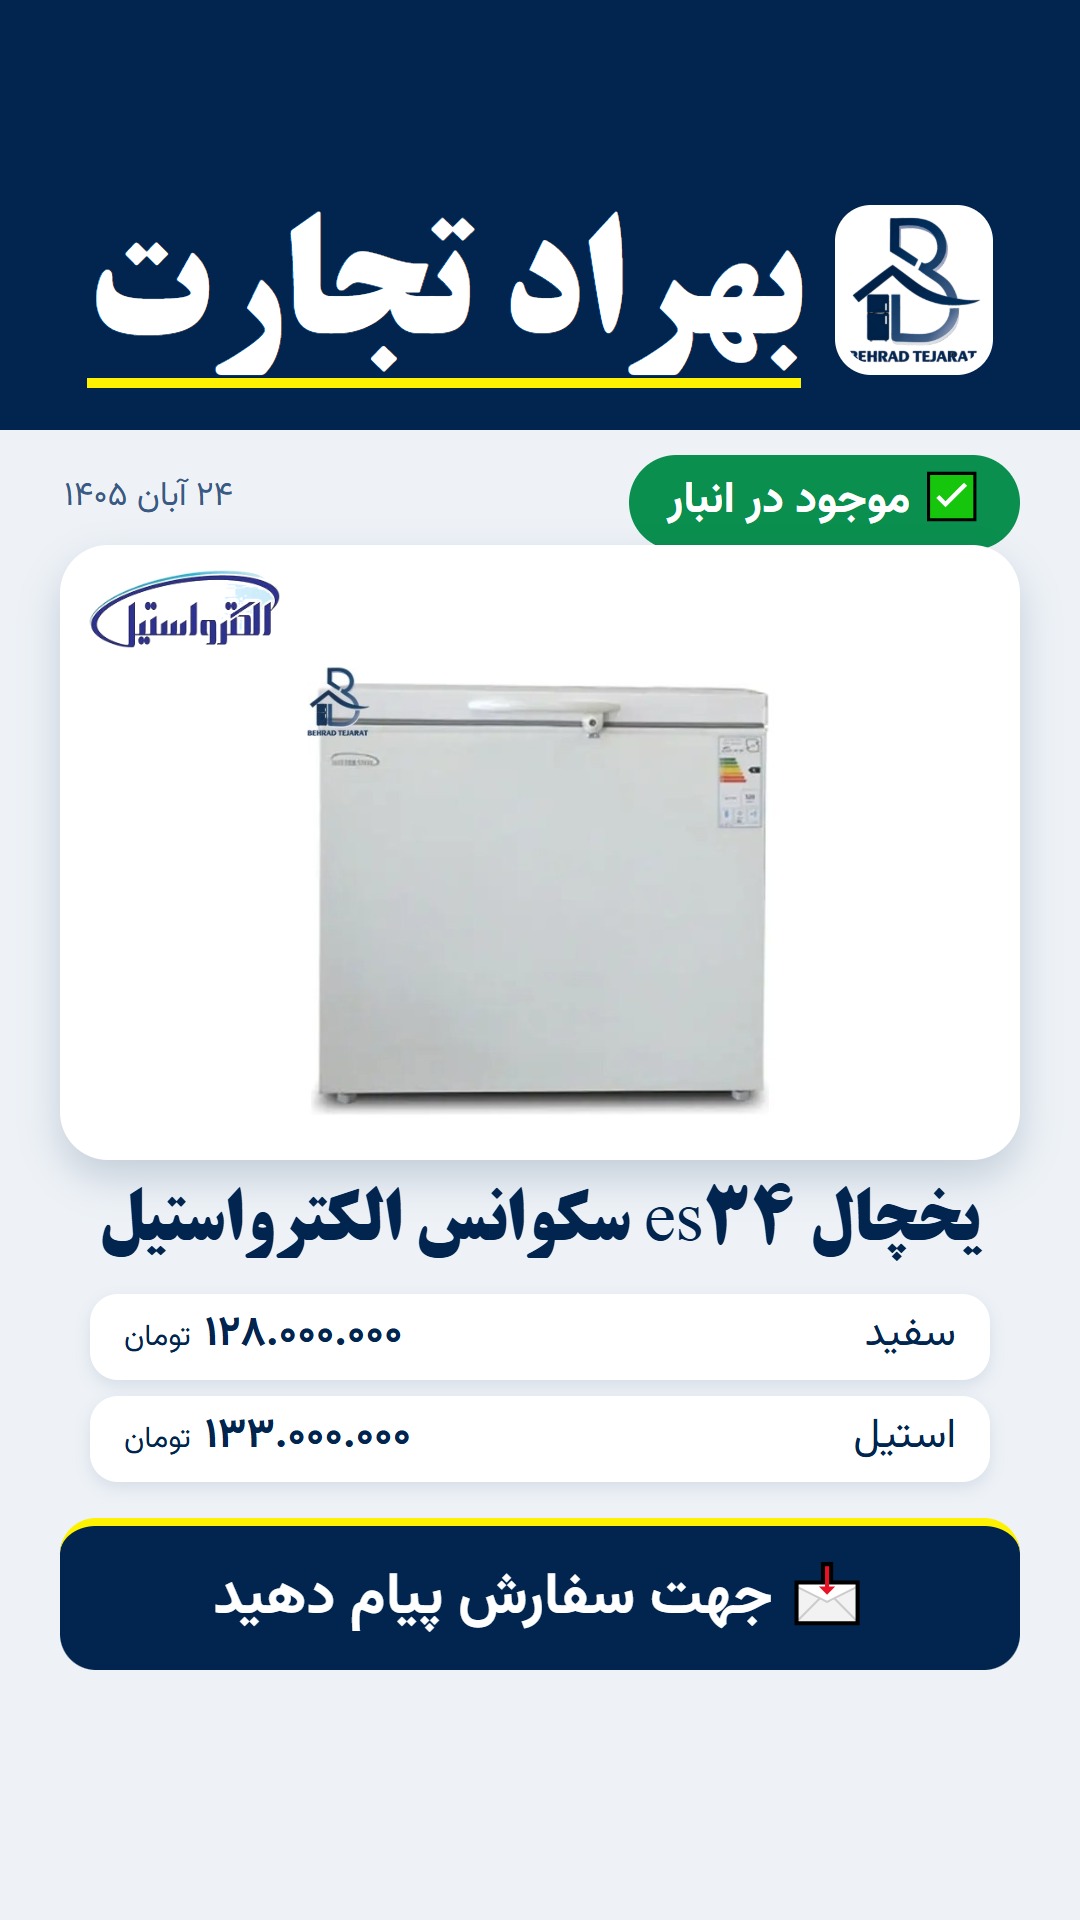 بهراد تجارت
BEHRAD TEJARAT
موجود در انبار
۲۴ آبان ۱۴۰۵
الکترواستیل
BEHRAD TEJARAT
یخچال es۳۴ سکوانس الکترواستیل
سفید ۱۲۸.۰۰۰.۰۰۰ تومان
استیل ۱۳۳.۰۰۰.۰۰۰ تومان
جهت سفارش پیام دهید